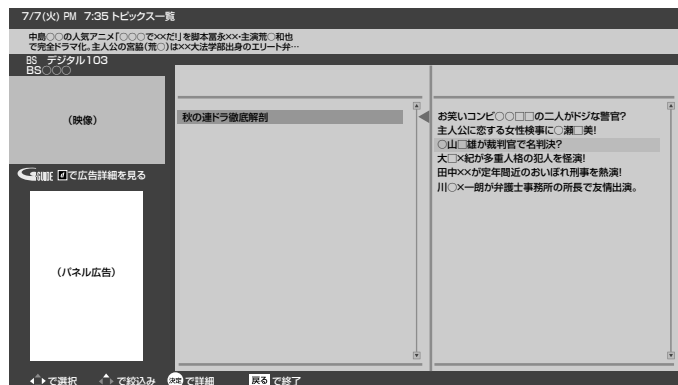 7/7(火) PM 7:35 トピックス一覧
中島○○の人気アニメ「○○○で××だ!」を脚本冨永××・主演荒○和也
で完全ドラマ化。主人公の宮脇(荒○)は××大法学部出身のエリート弁…
BS デジタル103
BS○○○
(映像)
G GUIDE dで広告詳細を見る
(パネル広告)
秋の連ドラ徹底解剖
お笑いコンビ○○□□の二人がドジな警官?
主人公に恋する女性検事に○瀬□美!
○山□雄が裁判官で名判決?
大□×紀が多重人格の犯人を怪演!
田中××が定年間近のおいぼれ刑事を熱演!
川○×一朗が弁護士事務所の所長で友情出演。
で選択 で絞込み 決定で詳細 戻るで終了